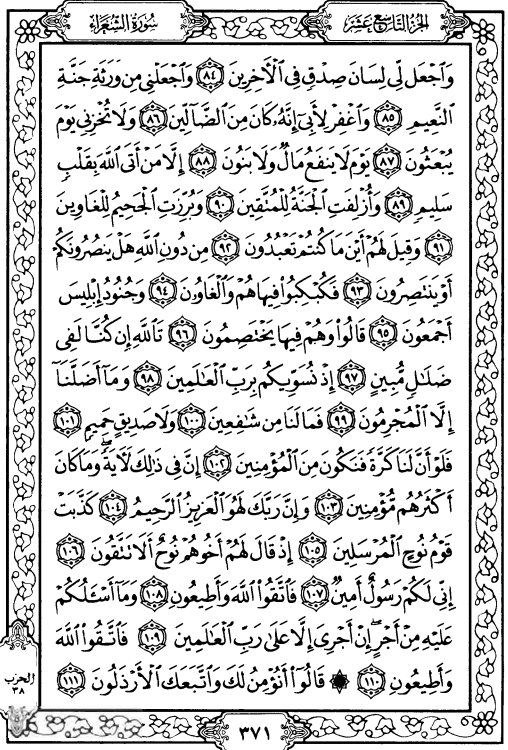 الجزء التاسع عشر
سورة الشعراء
وَٱجۡعَل لِّي لِسَانَ صِدۡقٖ فِي ٱلۡأٓخِرِينَ ٨٤ وَٱجۡعَلۡنِي مِن وَرَثَةِ جَنَّةِ
ٱلنَّعِيمِ ٨٥ وَٱغۡفِرۡ لِأَبِيٓ إِنَّهُۥ كَانَ مِنَ ٱلضَّآلِّينَ ٨٦ وَلَا تُخۡزِنِي يَوۡمَ
يُبۡعَثُونَ ٨٧ يَوۡمَ لَا يَنفَعُ مَالٞ وَلَا بَنُونَ ٨٨ إِلَّا مَنۡ أَتَى ٱللَّهَ بِقَلۡبٖ
سَلِيمٖ ٨٩ وَأُزۡلِفَتِ ٱلۡجَنَّةُ لِلۡمُتَّقِينَ ٩٠ وَبُرِّزَتِ ٱلۡجَحِيمُ لِلۡغَاوِينَ
٩١ وَقِيلَ لَهُمۡ أَيۡنَ مَا كُنتُمۡ تَعۡبُدُونَ ٩٢ مِن دُونِ ٱللَّهِ هَلۡ يَنصُرُونَكُمۡ
أَوۡ يَنتَصِرُونَ ٩٣ فَكُبۡكِبُواْ فِيهَا هُمۡ وَٱلۡغَاوُۥنَ ٩٤ وَجُنُودُ إِبۡلِيسَ
أَجۡمَعُونَ ٩٥ قَالُواْ وَهُمۡ فِيهَا يَخۡتَصِمُونَ ٩٦ تَٱللَّهِ إِن كُنَّا لَفِي
ضَلَٰلٖ مُّبِينٍ ٩٧ إِذۡ نُسَوِّيكُم بِرَبِّ ٱلۡعَٰلَمِينَ ٩٨ وَمَآ أَضَلَّنَآ
إِلَّا ٱلۡمُجۡرِمُونَ ٩٩ فَمَا لَنَا مِن شَٰفِعِينَ ١٠٠ وَلَا صَدِيقٍ حَمِيمٖ ١٠١
فَلَوۡ أَنَّ لَنَا كَرَّةٗ فَنَكُونَ مِنَ ٱلۡمُؤۡمِنِينَ ١٠٢ إِنَّ فِي ذَٰلِكَ لَأٓيَةٗۖ وَمَا كَانَ
أَكۡثَرُهُم مُّؤۡمِنِينَ ١٠٣ وَإِنَّ رَبَّكَ لَهُوَ ٱلۡعَزِيزُ ٱلرَّحِيمُ ١٠٤ كَذَّبَتۡ
قَوۡمُ نُوحٍ ٱلۡمُرۡسَلِينَ ١٠٥ إِذۡ قَالَ لَهُمۡ أَخُوهُمۡ نُوحٌ أَلَا تَتَّقُونَ ١٠٦
إِنِّي لَكُمۡ رَسُولٌ أَمِينٞ ١٠٧ فَٱتَّقُواْ ٱللَّهَ وَأَطِيعُونِ ١٠٨ وَمَآ أَسۡـَٔلُكُمۡ
عَلَيۡهِ مِنۡ أَجۡرٍۖ إِنۡ أَجۡرِيَ إِلَّا عَلَىٰ رَبِّ ٱلۡعَٰلَمِينَ ١٠٩ فَٱتَّقُواْ ٱللَّهَ
وَأَطِيعُونِ ١١٠ ۞ قَالُوٓاْ أَنُؤۡمِنُ لَكَ وَٱتَّبَعَكَ ٱلۡأَرۡذَلُونَ ١١١
الحزب
٣٨
٣٧١